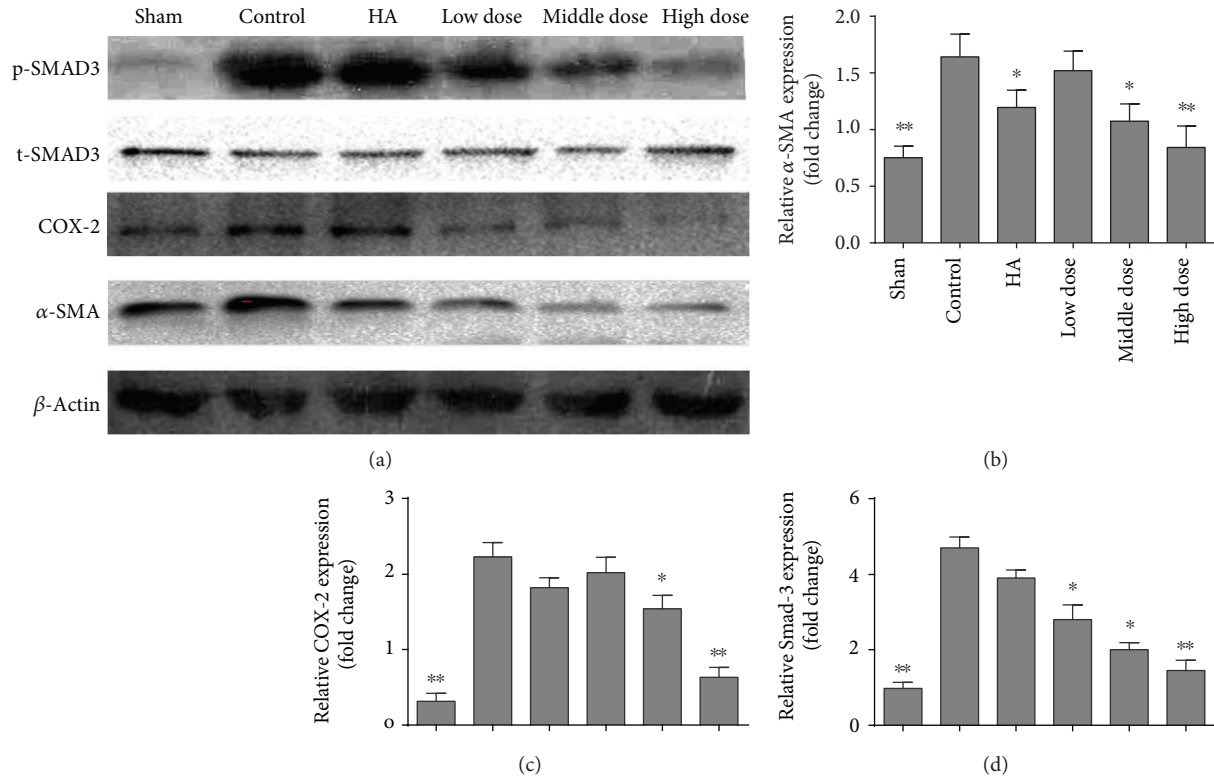 Sham Control HA Low dose Middle dose High dose
p-SMAD3
t-SMAD3
COX-2
α-SMA
β-Actin
(a)
Relative α-SMA expression
(fold change)
2.0
1.5
1.0
0.5
0.0
**
*
*
**
Shan
Control
HA
Low dose
Middle dose
High dose
(b)
Relative COX-2 expression
(fold change)
3
2
1
0
**
*
**
(c)
Relative Smad-3 expression
(fold change)
6
4
2
0
**
*
*
**
(d)